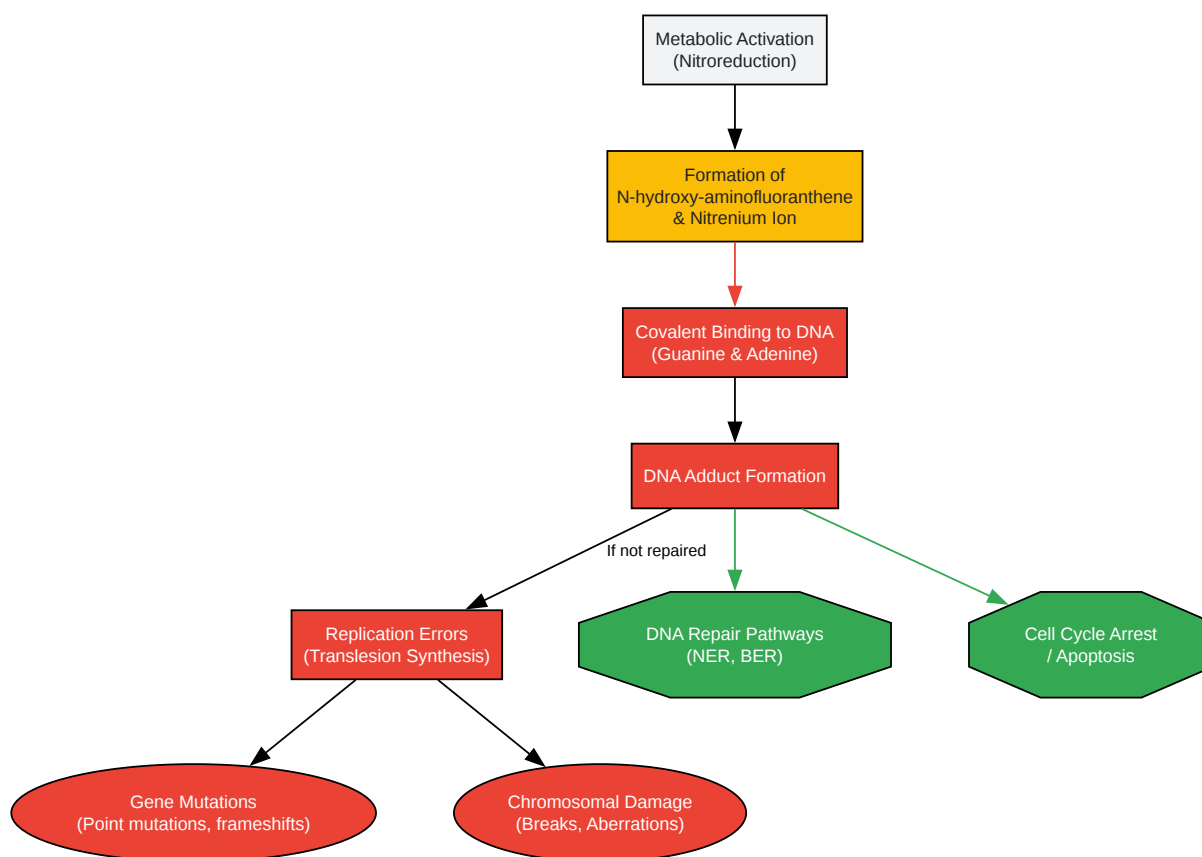 Metabolic Activation
(Nitroreduction)
Formation of
N-hydroxy-aminofluoranthene
& Nitrenium Ion
Covalent Binding to DNA
(Guanine & Adenine)
DNA Adduct Formation
If not repaired
Replication Errors
(Translesion Synthesis)
DNA Repair Pathways
(NER, BER)
Cell Cycle Arrest
/ Apoptosis
Gene Mutations
(Point mutations, frameshifts)
Chromosomal Damage
(Breaks, Aberrations)